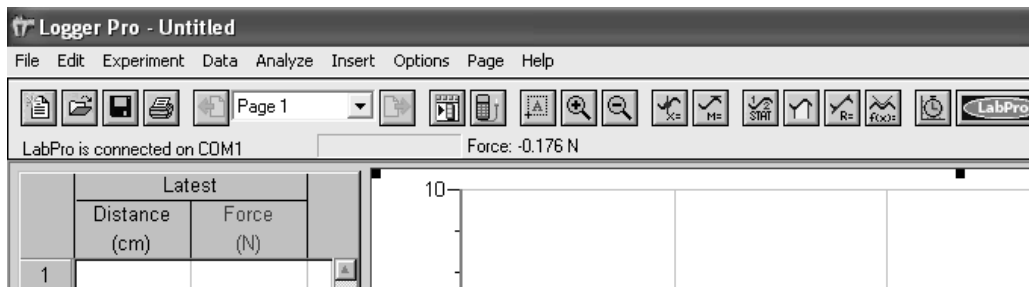 Logger Pro - Untitled
File Edit Experiment Data Analyze Insert Options Page Help
Page 1 X= M= STAT R= f(x)= LabPro
LabPro is connected on COM1 Force: -0.176 N
Latest
Distance Force
(cm) (N)
10
1